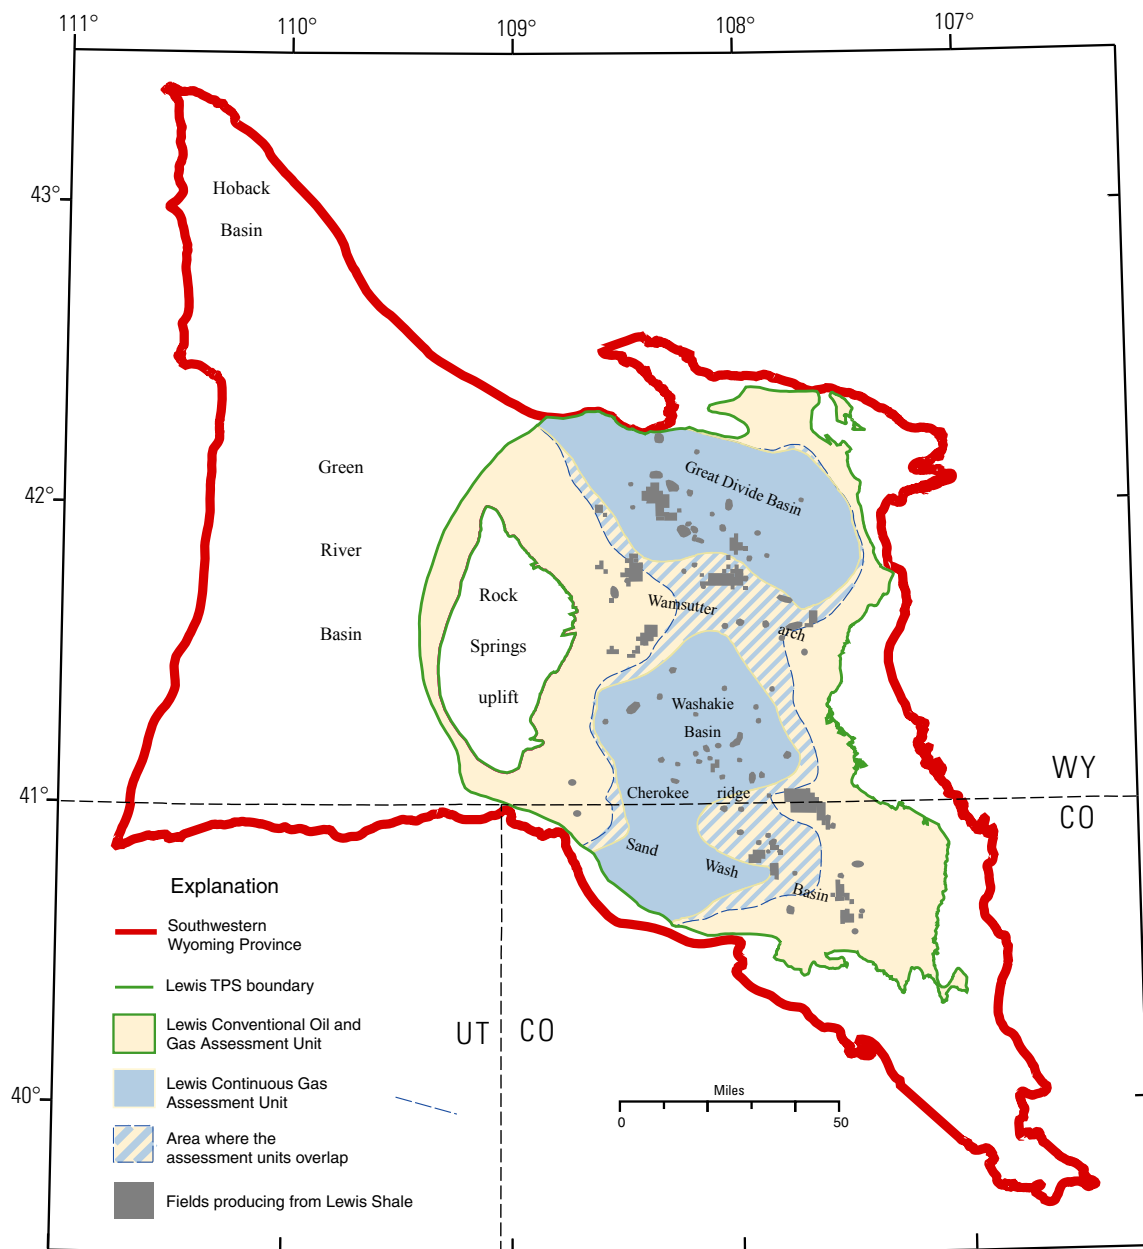 111°
110°
109°
108°
107°
43°
42°
41°
40°
Hoback
Basin
Green
River
Basin
Rock
Springs
uplift
Great Divide Basin
Wamsutter
arch
Washakie
Basin
Cherokee ridge
Sand
Wash
Basin
WY
CO
UT
CO
Explanation
Southwestern
Wyoming Province
Lewis TPS boundary
Lewis Conventional Oil and
Gas Assessment Unit
Lewis Continuous Gas
Assessment Unit
Area where the
assessment units overlap
Fields producing from Lewis Shale
Miles
0
50